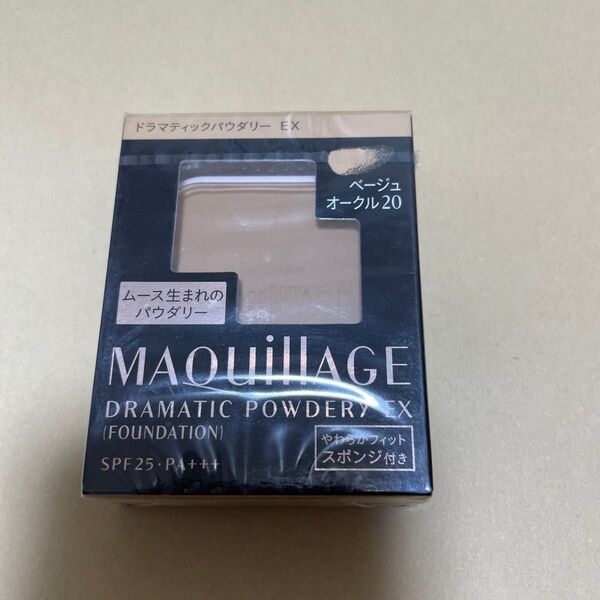 ドラマティックパウダリー EX
ベージュ
オークル20
ムース生まれの
パウダリー
MAQuillAGE
DRAMATIC POWDERY EX
(FOUNDATION)
SPF25・PA+++
やわらかフィット
スポンジ付き